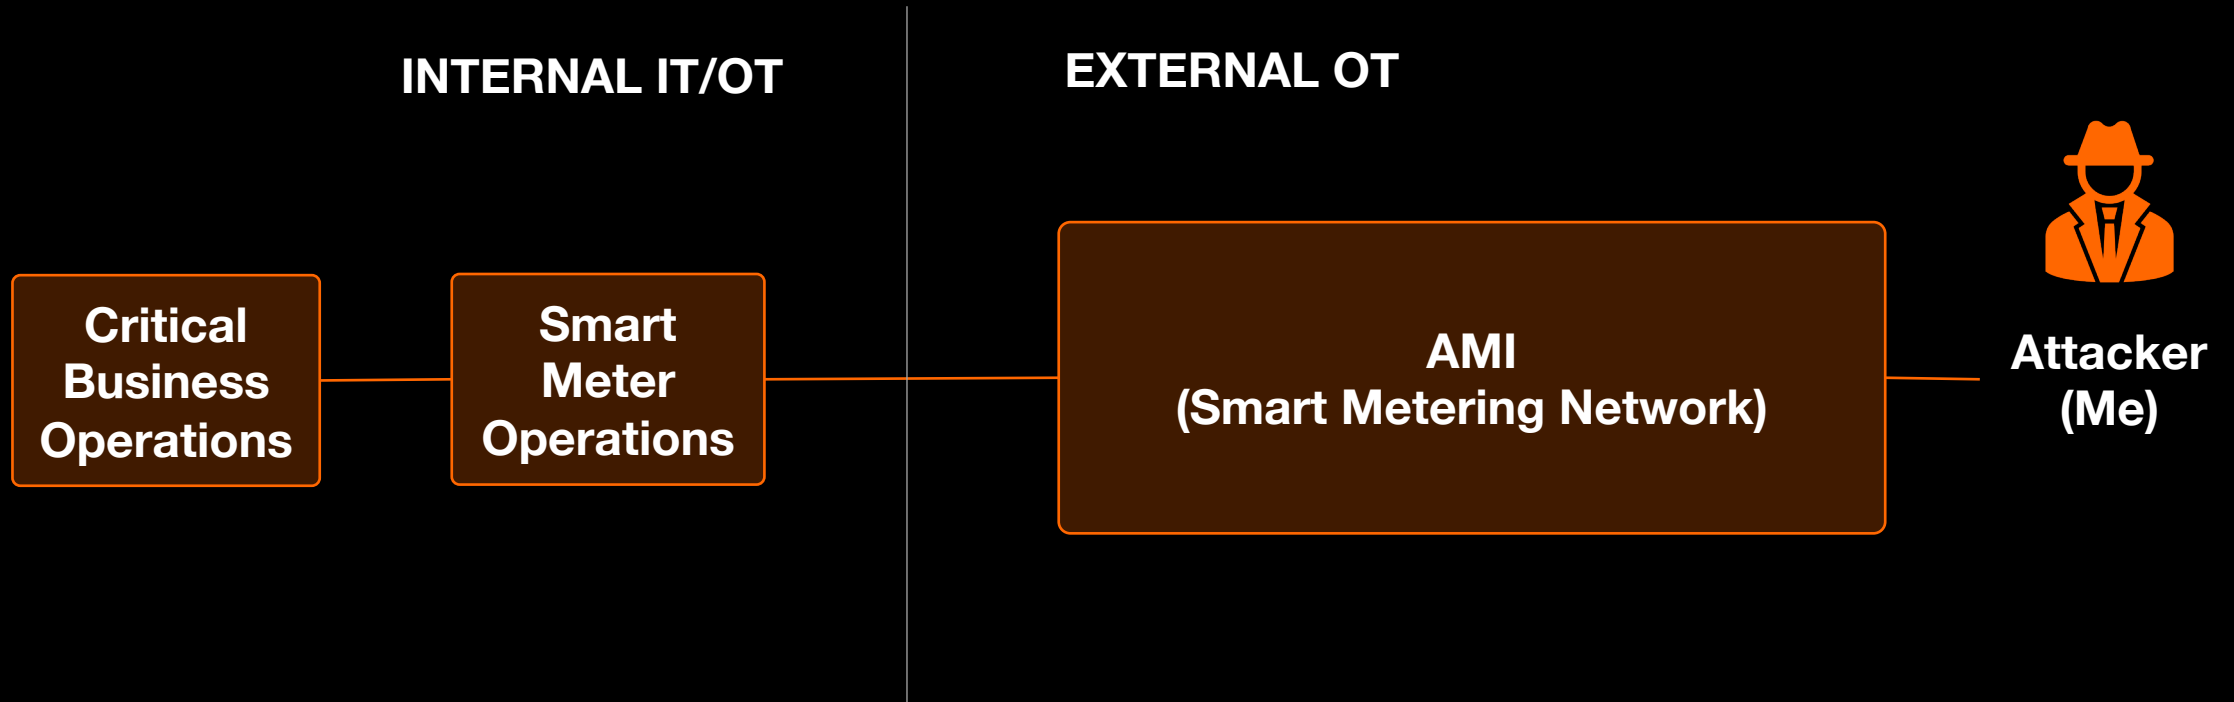 INTERNAL IT/OT
EXTERNAL OT
Critical
Business
Operations
Smart
Meter
Operations
AMI
(Smart Metering Network)
Attacker
(Me)